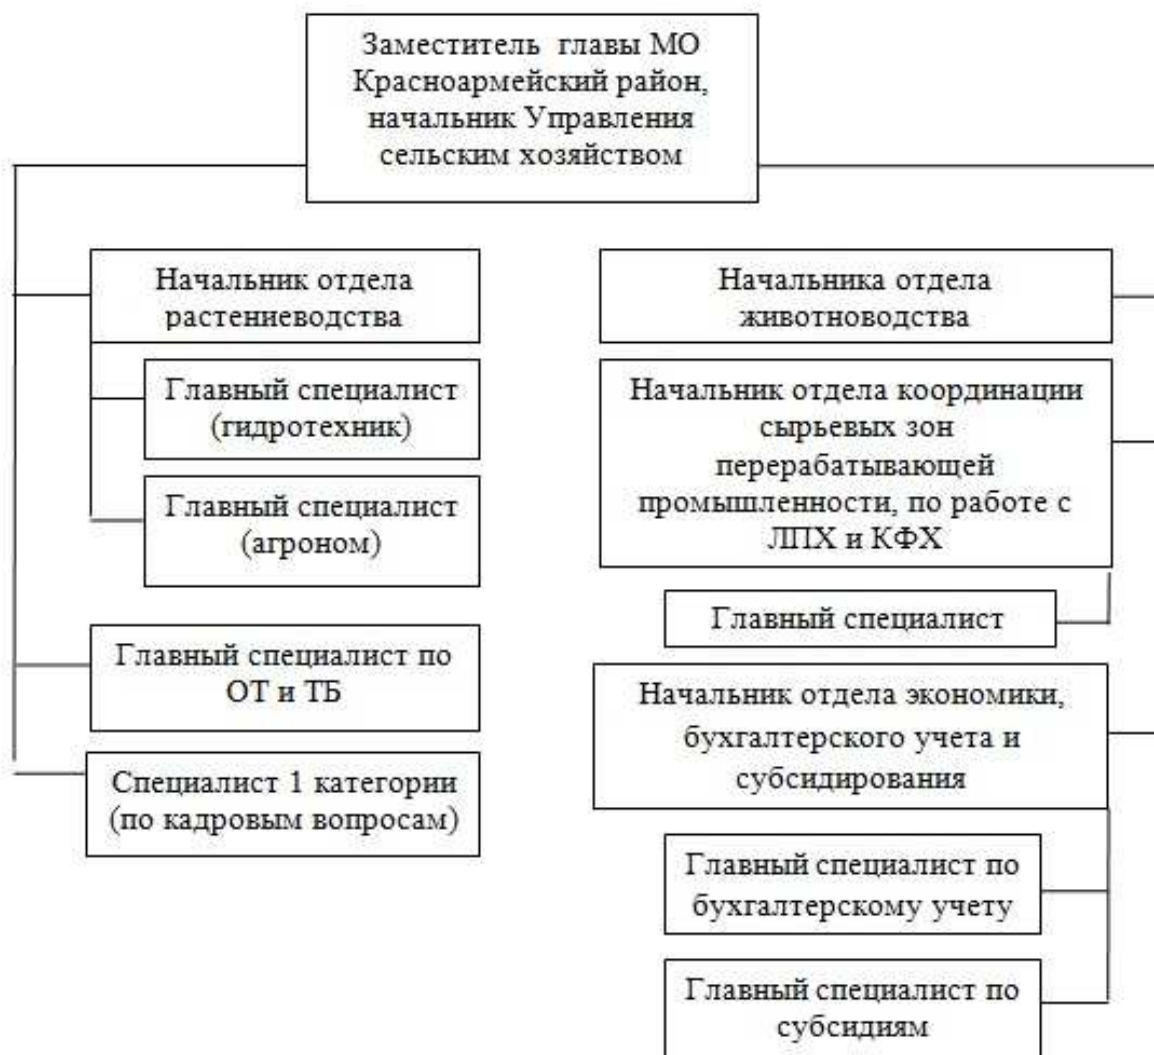 Заместитель главы МО
Красноармейский район,
начальник Управления
сельским хозяйством
Начальник отдела
растениеводства
Главный специалист
(гидротехник)
Главный специалист
(агроном)
Главный специалист по
ОТ и ТБ
Специалист 1 категории
(по кадровым вопросам)
Начальника отдела
животноводства
Начальник отдела координации
сырьевых зон
перерабатывающей
промышленности, по работе с
ЛПХ и КФХ
Главный специалист
Начальник отдела экономики,
бухгалтерского учета и
субсидирования
Главный специалист по
бухгалтерскому учету
Главный специалист по
субсидиям